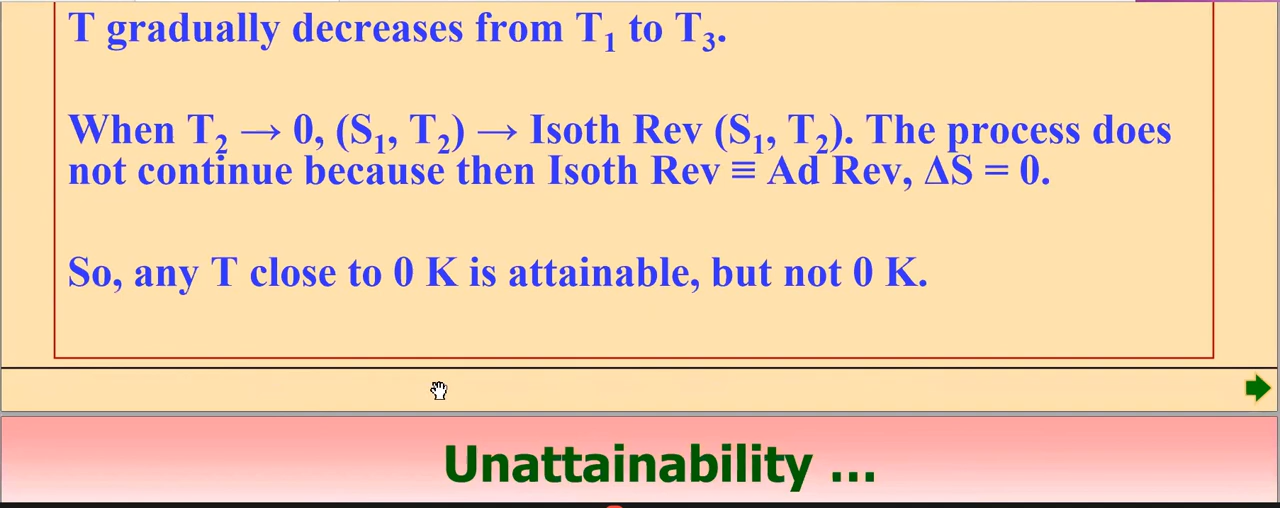 T gradually decreases from T₁ to T₃.
When T₂ → 0, (S₁, T₂) → Isoth Rev (S₁, T₂). The process does
not continue because then Isoth Rev ≡ Ad Rev, ΔS = 0.
So, any T close to 0 K is attainable, but not 0 K.
Unattainability ...